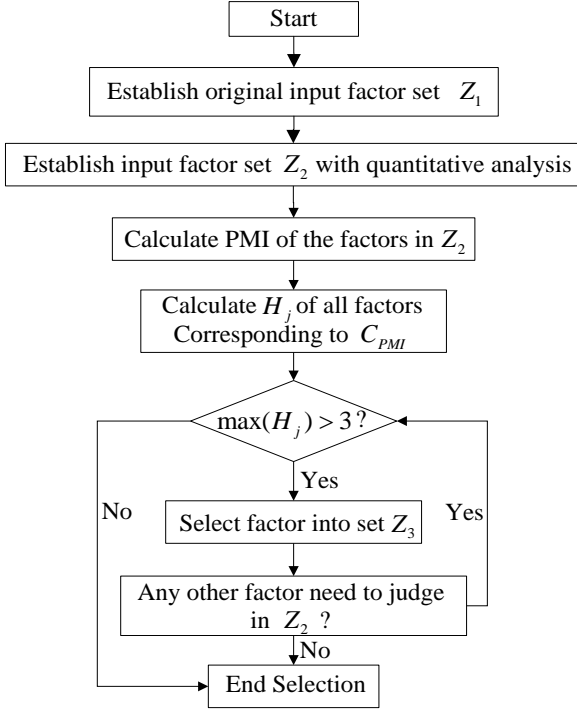 Start
Establish original input factor set Z₁
Establish input factor set Z₂ with quantitative analysis
Calculate PMI of the factors in Z₂
Calculate Hⱼ of all factors
Corresponding to C_PMI
max(Hⱼ) > 3?
Yes
No
Select factor into set Z₃
Yes
Any other factor need to judge
in Z₂ ?
No
End Selection